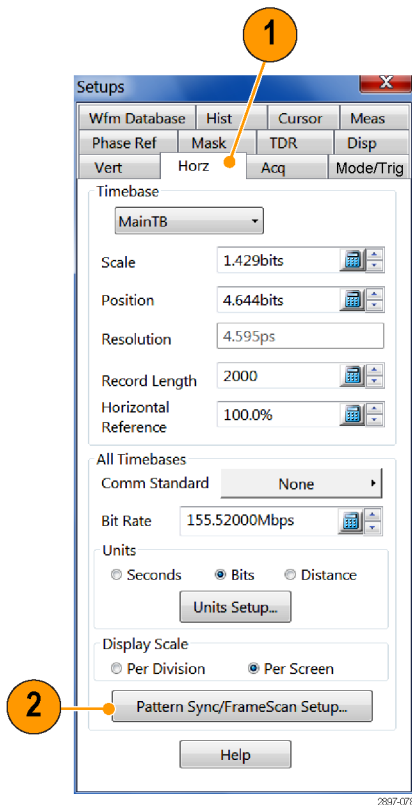 1
Setups
X
Wfm Database Hist Cursor Meas
Phase Ref Mask TDR Disp
Vert Horz Acq Mode/Trig
Timebase
MainTB
Scale 1.429bits
Position 4.644bits
Resolution 4.595ps
Record Length 2000
Horizontal
Reference 100.0%
All Timebases
Comm Standard None
Bit Rate 155.52000Mbps
Units
Seconds Bits Distance
Units Setup...
Display Scale
Per Division Per Screen
2
Pattern Sync/FrameScan Setup...
Help
2897-078